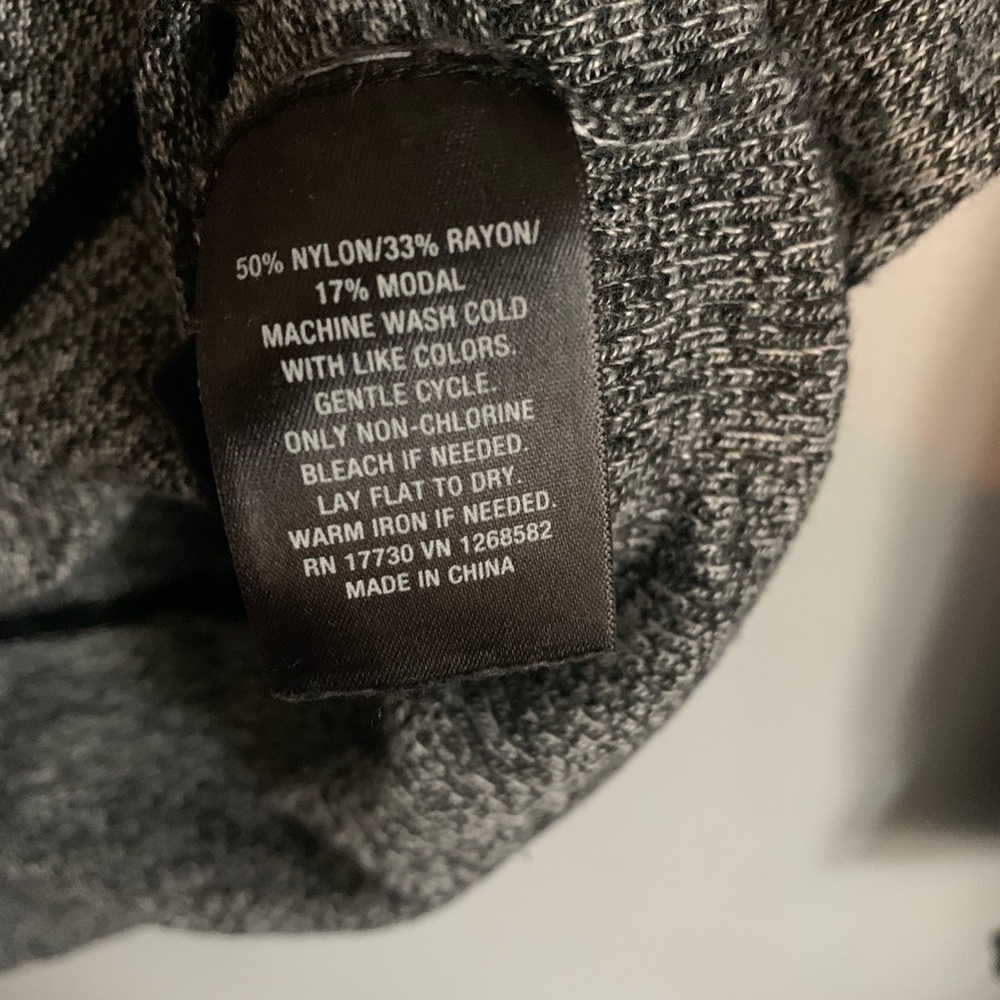 50% NYLON/33% RAYON/
17% MODAL
MACHINE WASH COLD
WITH LIKE COLORS.
GENTLE CYCLE.
ONLY NON-CHLORINE
BLEACH IF NEEDED.
LAY FLAT TO DRY.
WARM IRON IF NEEDED.
RN 17730 VN 1268582
MADE IN CHINA